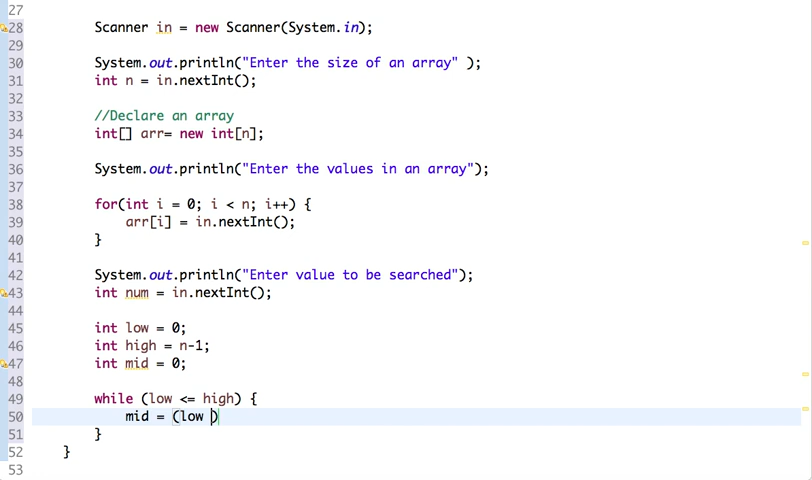 27
28 Scanner in = new Scanner(System.in);
29
30 System.out.println("Enter the size of an array" );
31 int n = in.nextInt();
32
33 //Declare an array
34 int[] arr= new int[n];
35
36 System.out.println("Enter the values in an array");
37
38 for(int i = 0; i < n; i++) {
39 arr[i] = in.nextInt();
40 }
41
42 System.out.println("Enter value to be searched");
43 int num = in.nextInt();
44
45 int low = 0;
46 int high = n-1;
47 int mid = 0;
48
49 while (low <= high) {
50 mid = (low )
51 }
52 }
53